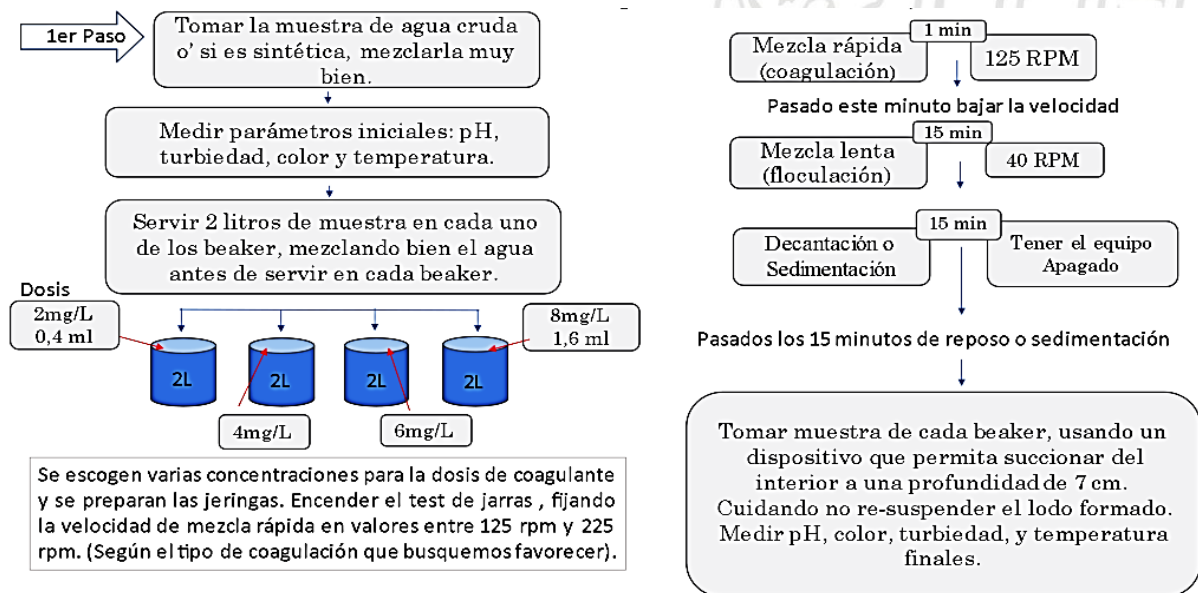 1er Paso
Tomar la muestra de agua cruda
o' si es sintética, mezclarla muy
bien.
Medir parámetros iniciales: pH,
turbiedad, color y temperatura.
Servir 2 litros de muestra en cada uno
de los beaker, mezclando bien el agua
antes de servir en cada beaker.
Dosis
2mg/L
0,4 ml
8mg/L
1,6 ml
2L
2L
2L
2L
4mg/L
6mg/L
Se escogen varias concentraciones para la dosis de coagulante
y se preparan las jeringas. Encender el test de jarras , fijando
la velocidad de mezcla rápida en valores entre 125 rpm y 225
rpm. (Según el tipo de coagulación que busquemos favorecer).
1 min
Mezcla rápida
(coagulación)
125 RPM
Pasado este minuto bajar la velocidad
15 min
Mezcla lenta
(floculación)
40 RPM
15 min
Decantación o
Sedimentación
Tener el equipo
Apagado
Pasados los 15 minutos de reposo o sedimentación
Tomar muestra de cada beaker, usando un
dispositivo que permita succionar del
interior a una profundidad de 7 cm.
Cuidando no re-suspender el lodo formado.
Medir pH, color, turbiedad, y temperatura
finales.